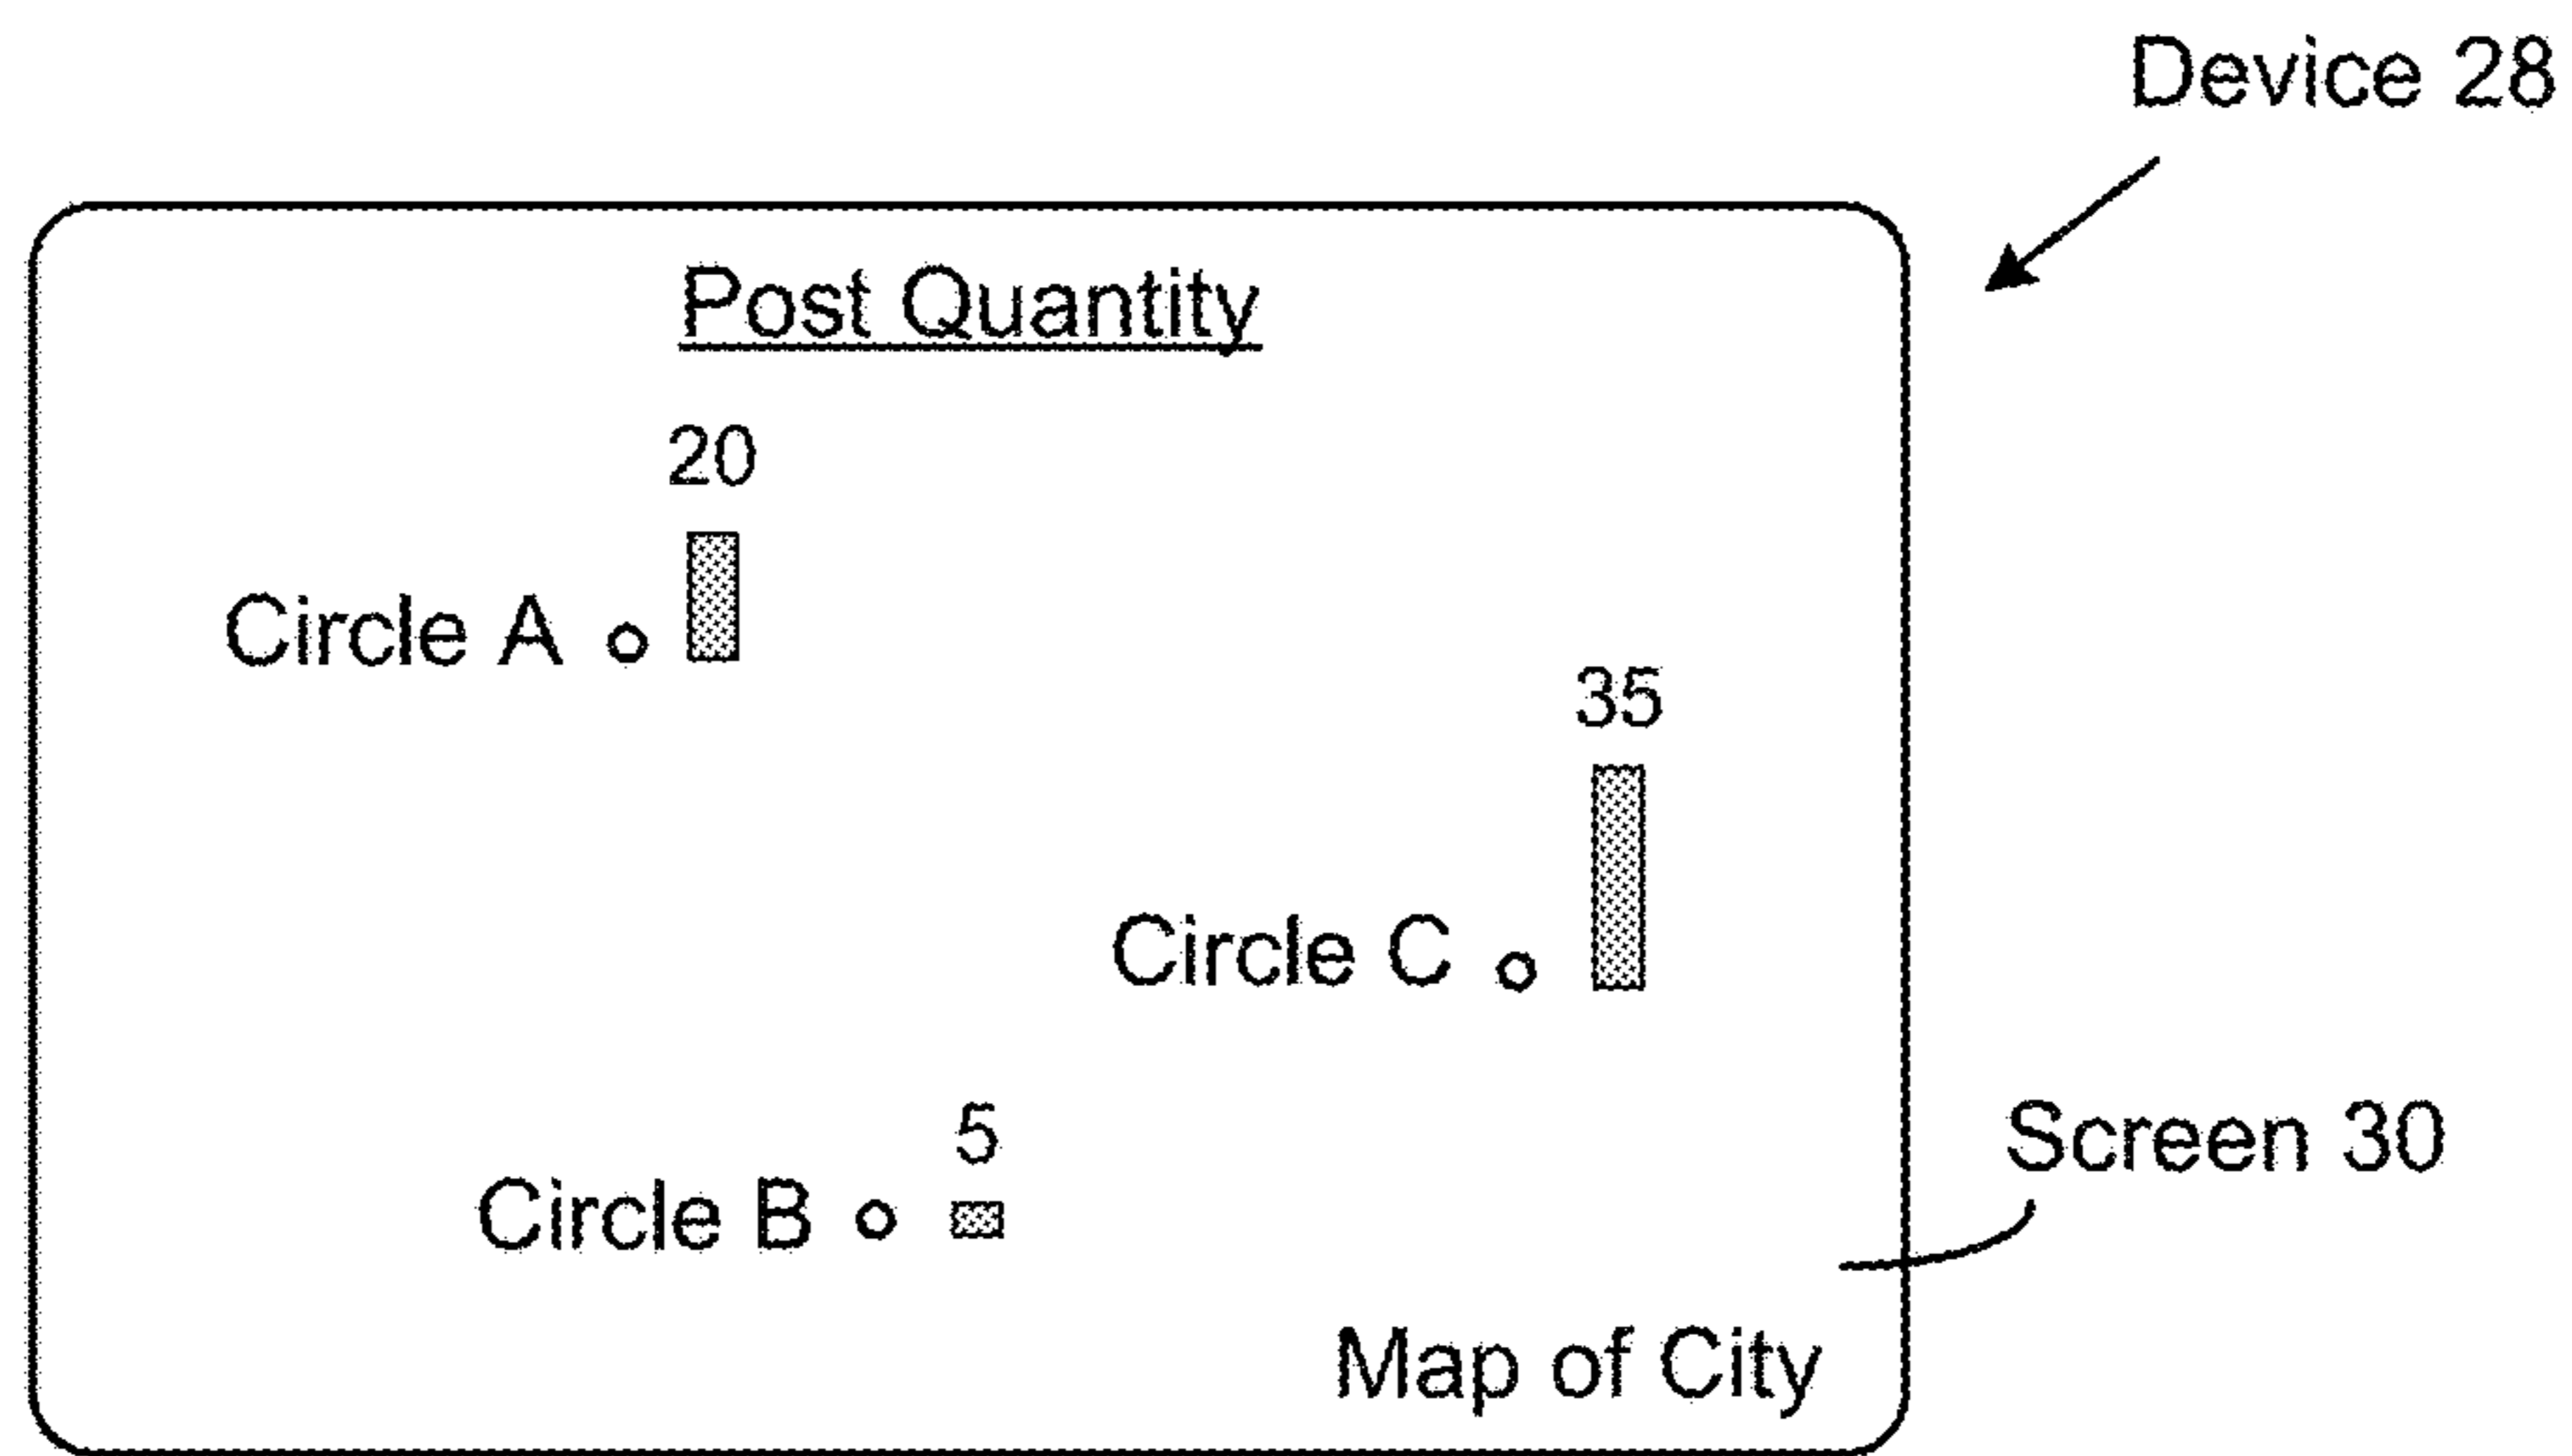 Device 28
Post Quantity
20
Circle A
35
Circle C
5
Circle B
Screen 30
Map of City